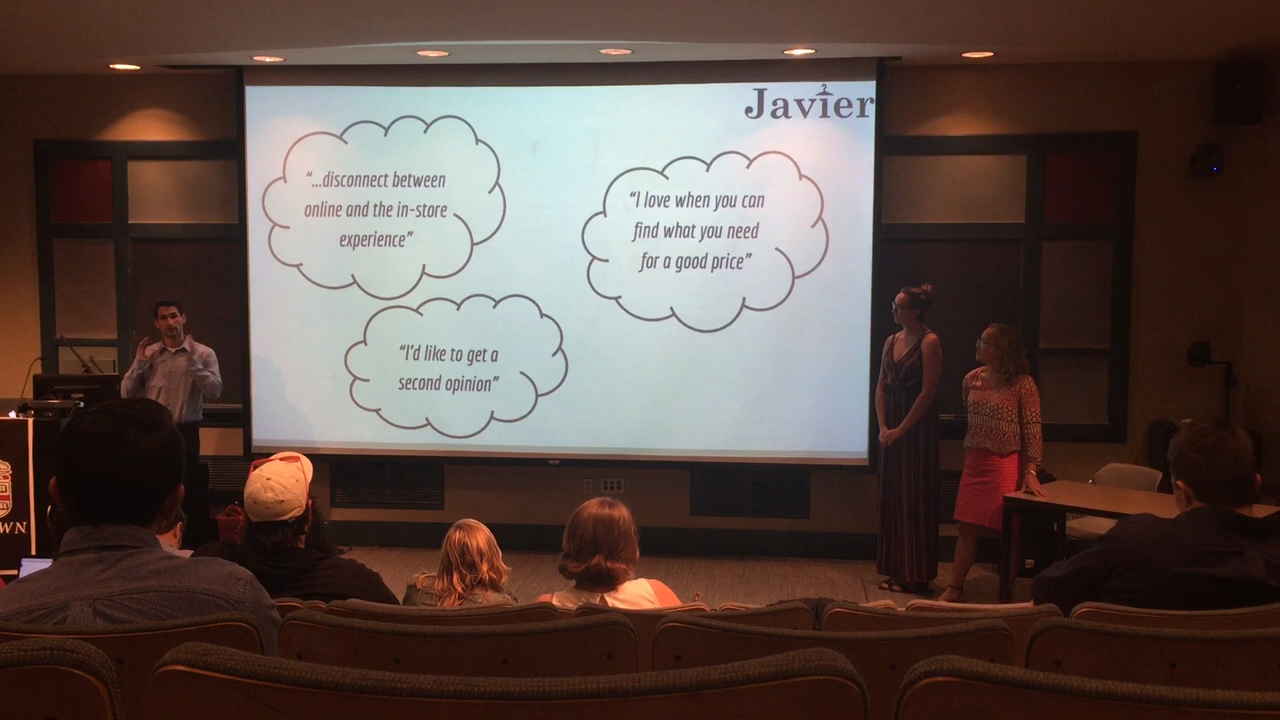 Javier
“...disconnect between
online and the in-store
experience”
“I love when you can
find what you need
for a good price”
“I’d like to get a
second opinion”
WN